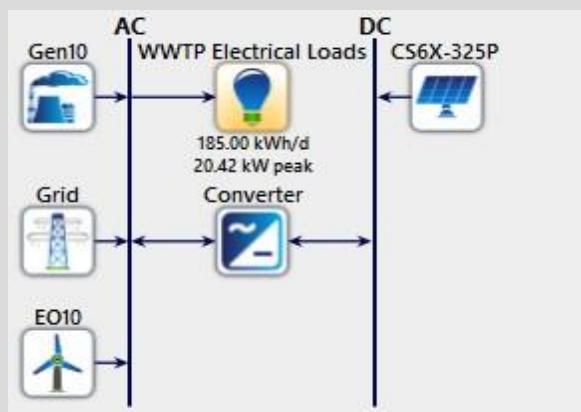 AC DC
Gen10 WWTP Electrical Loads CS6X-325P
185.00 kWh/d
20.42 kW peak
Grid Converter
EO10